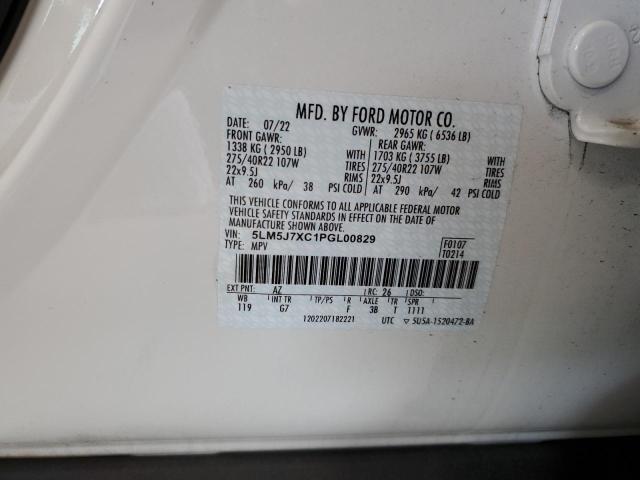 MFD. BY FORD MOTOR CO.
DATE: 07/22 GVWR: 2965 KG ( 6536 LB)
FRONT GAWR: REAR GAWR:
1338 KG ( 2950 LB) WITH 1703 KG ( 3755 LB) WITH
275/40R22 107W TIRES 275/40R22 107W TIRES
22x9.5J RIMS 22x9.5J RIMS
AT 260 kPa/ 38 PSI COLD AT 290 kPa/ 42 PSI COLD
THIS VEHICLE CONFORMS TO ALL APPLICABLE FEDERAL MOTOR
VEHICLE SAFETY STANDARDS IN EFFECT ON THE DATE OF
MANUFACTURE SHOWN ABOVE.
VIN: 5LM5J7XC1PGL00829 F0107
TYPE: MPV T0214
EXT PNT: AZ RC: 26 DSO:
WB INT TR TP/PS R AXLE TR SPR
119 G7 F 3B T 1111
1202207182221 UTC ▽ 5U5A-1520472-BA